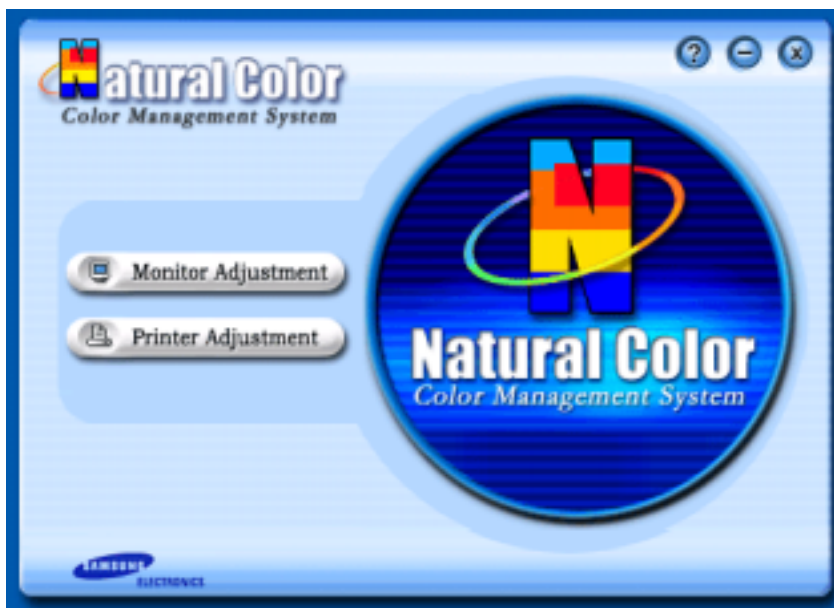 Natural Color
Color Management System
?
Monitor Adjustment
Printer Adjustment
N
Natural Color
Color Management System
SAMSUNG
ELECTRONICS